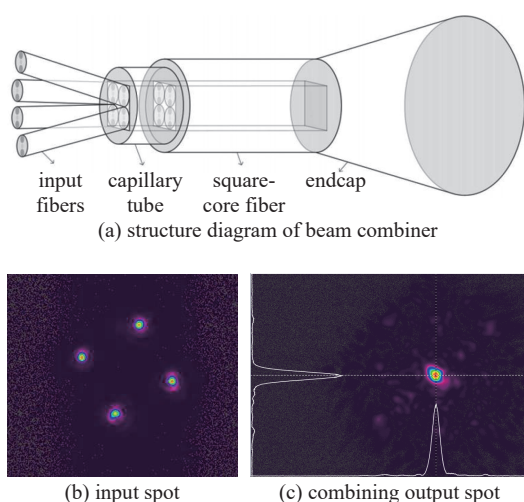 input fibers
capillary tube
square-core fiber
endcap
(a) structure diagram of beam combiner
(b) input spot
(c) combining output spot